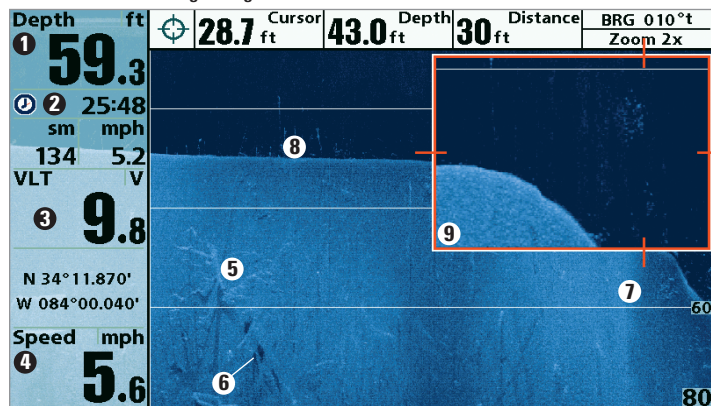 Depth ft
1 59.3
2 25:48
sm mph
134 5.2
VLT V
3 9.8
N 34°11.870'
W 084°00.040'
Speed mph
4 5.6
28.7 ft Cursor
43.0 ft Depth
30 ft Distance
BRG 010°t
Zoom 2x
8
9
5
7
60
6
80